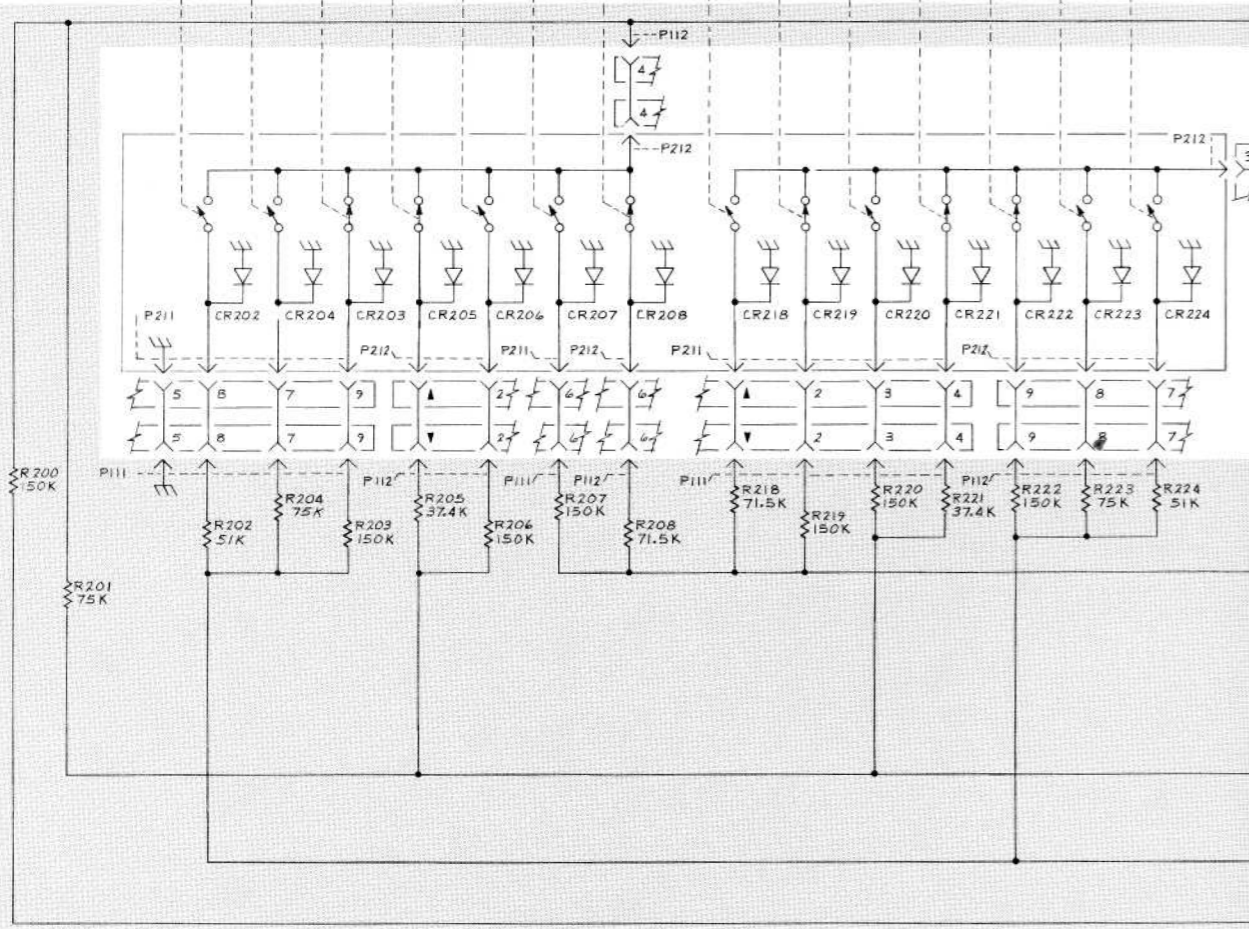 P112
4
4
P212
P212
3
P211
CR202
CR204
CR203
CR205
CR206
CR207
CR208
CR218
CR219
CR220
CR221
CR222
CR223
CR224
P212
P211
P212
P211
P212
5
8
7
9
▲
2
6
6
▲
2
3
4
9
8
7
5
8
7
9
▼
2
6
6
▼
2
3
4
9
8
7
P111
P112
P111
P112
P111
P112
R200
150K
R204
75K
R205
37.4K
R207
150K
R218
71.5K
R220
150K
R221
37.4K
R222
150K
R223
75K
R224
51K
R202
51K
R203
150K
R206
150K
R208
71.5K
R219
150K
R201
75K